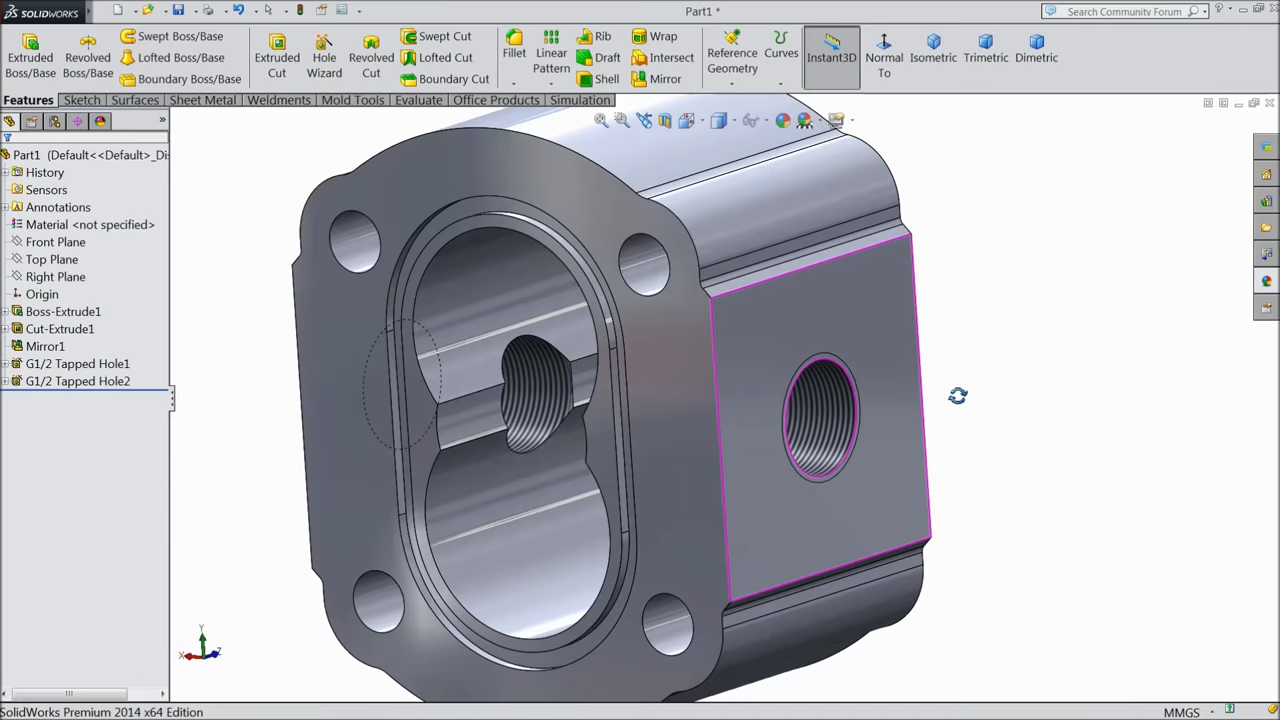 SOLIDWORKS
Part1 *
Search Community Forum
Extruded Boss/Base
Revolved Boss/Base
Swept Boss/Base
Lofted Boss/Base
Boundary Boss/Base
Extruded Cut
Hole Wizard
Revolved Cut
Swept Cut
Lofted Cut
Boundary Cut
Fillet
Linear Pattern
Rib
Draft
Shell
Wrap
Intersect
Mirror
Reference Geometry
Curves
Instant3D
Normal To
Isometric
Trimetric
Dimetric
Features Sketch Surfaces Sheet Metal Weldments Mold Tools Evaluate Office Products Simulation
Part1 (Default<<Default>_Di
History
Sensors
Annotations
Material <not specified>
Front Plane
Top Plane
Right Plane
Origin
Boss-Extrude1
Cut-Extrude1
Mirror1
G1/2 Tapped Hole1
G1/2 Tapped Hole2
Y
X
Z
SolidWorks Premium 2014 x64 Edition
MMGS